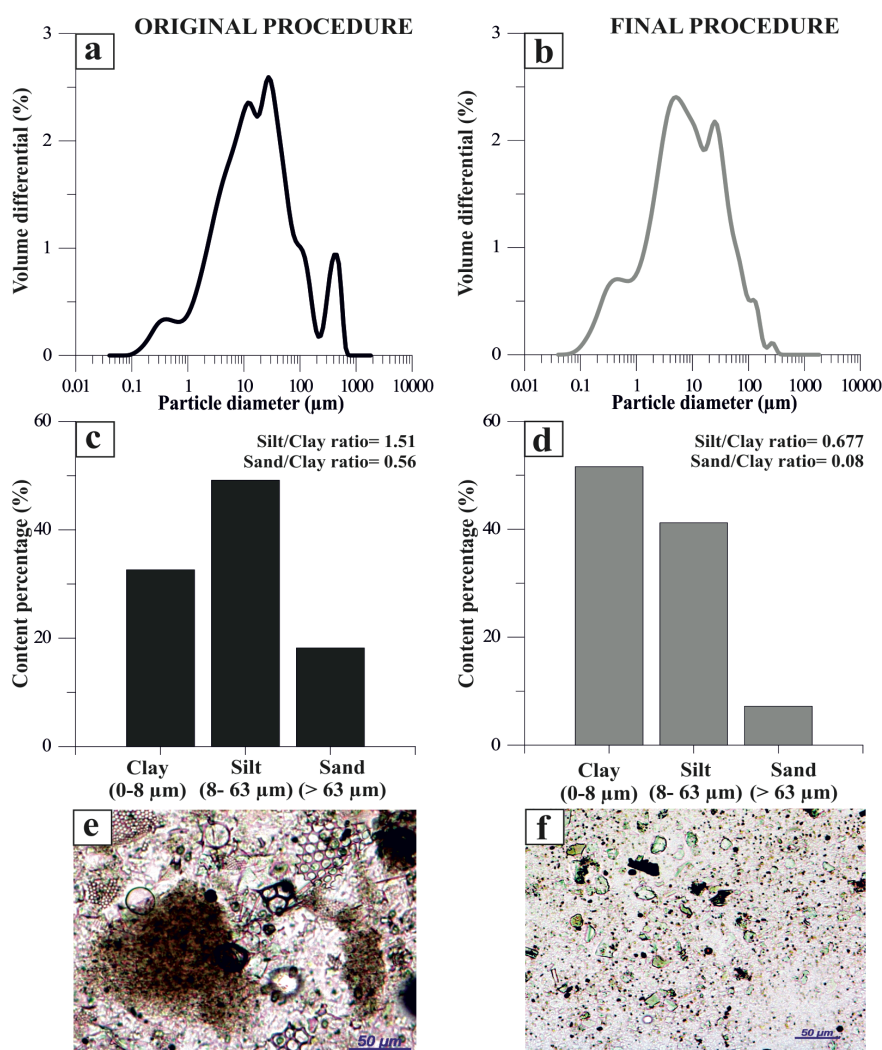 ORIGINAL PROCEDURE
FINAL PROCEDURE
a
Volume differential (%)
3
2
1
0
0.01 0.1 1 10 100 1000 10000
Particle diameter (µm)
b
Volume differential (%)
3
2
1
0
0.01 0.1 1 10 100 1000 10000
Particle diameter (µm)
c
Silt/Clay ratio= 1.51
Sand/Clay ratio= 0.56
Content percentage (%)
60
40
20
0
Clay Silt Sand
(0-8 µm) (8- 63 µm) (> 63 µm)
d
Silt/Clay ratio= 0.677
Sand/Clay ratio= 0.08
Content percentage (%)
60
40
20
0
Clay Silt Sand
(0-8 µm) (8- 63 µm) (> 63 µm)
e
50 µm
f
50 µm